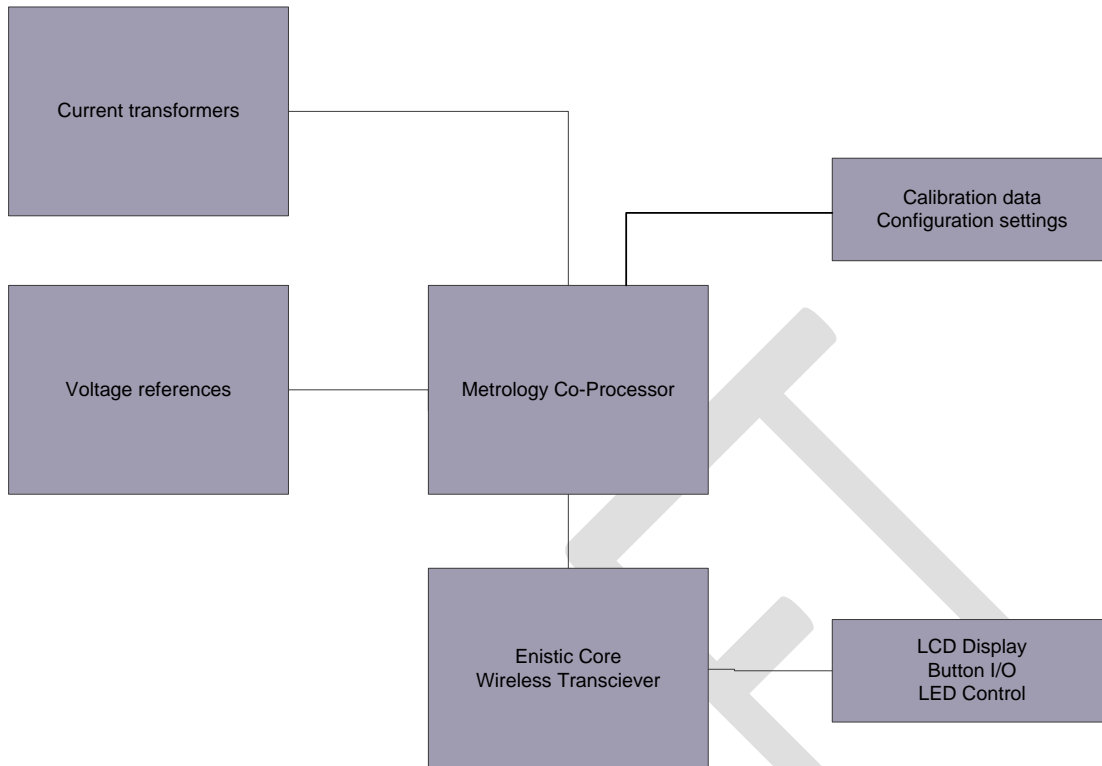 Current transformers
Calibration data
Configuration settings
Voltage references
Metrology Co-Processor
Enistic Core
Wireless Transciever
LCD Display
Button I/O
LED Control